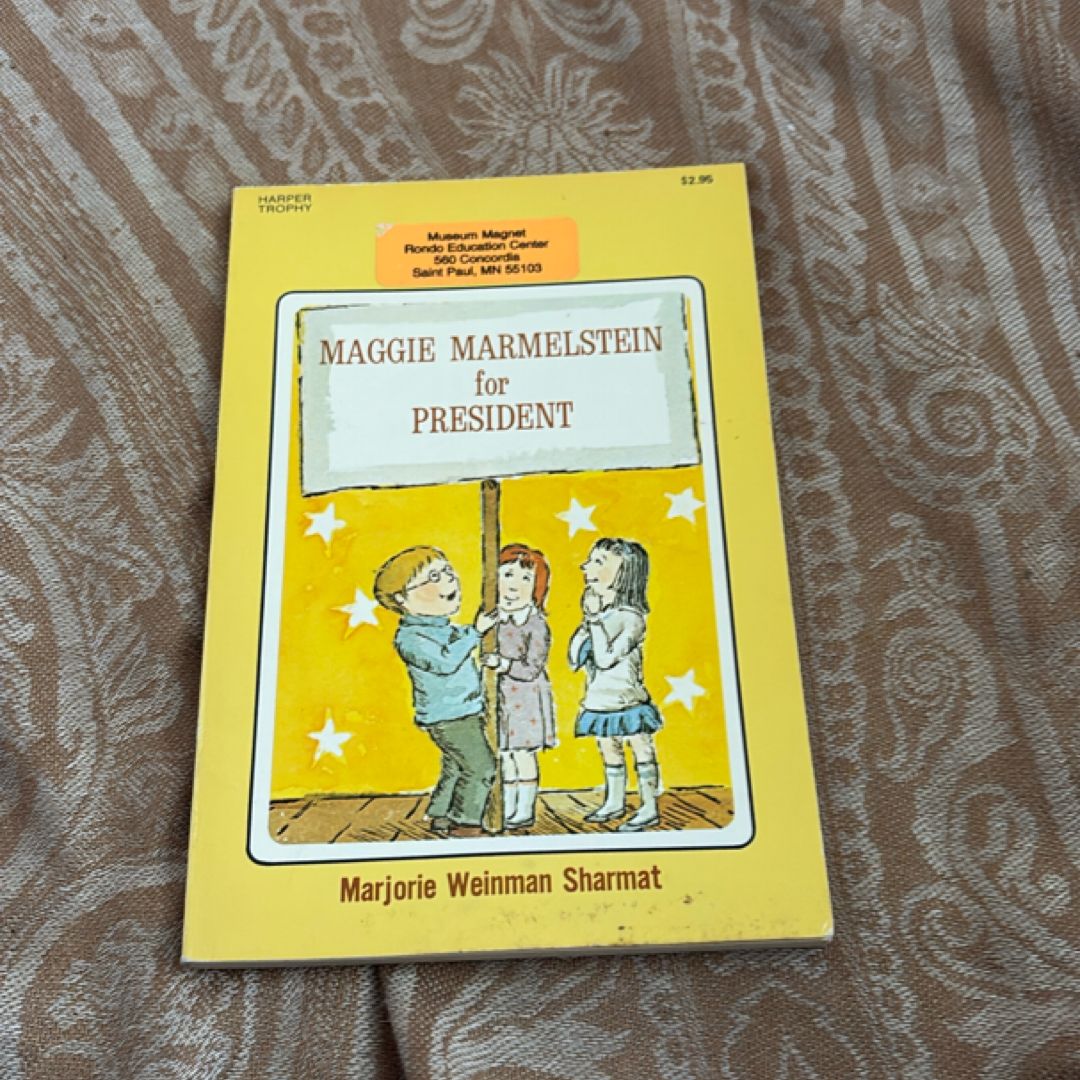 HARPER
TROPHY
$2.95
Museum Magnet
Rondo Education Center
560 Concordia
Saint Paul, MN 55103
MAGGIE MARMELSTEIN
for
PRESIDENT
Marjorie Weinman Sharmat